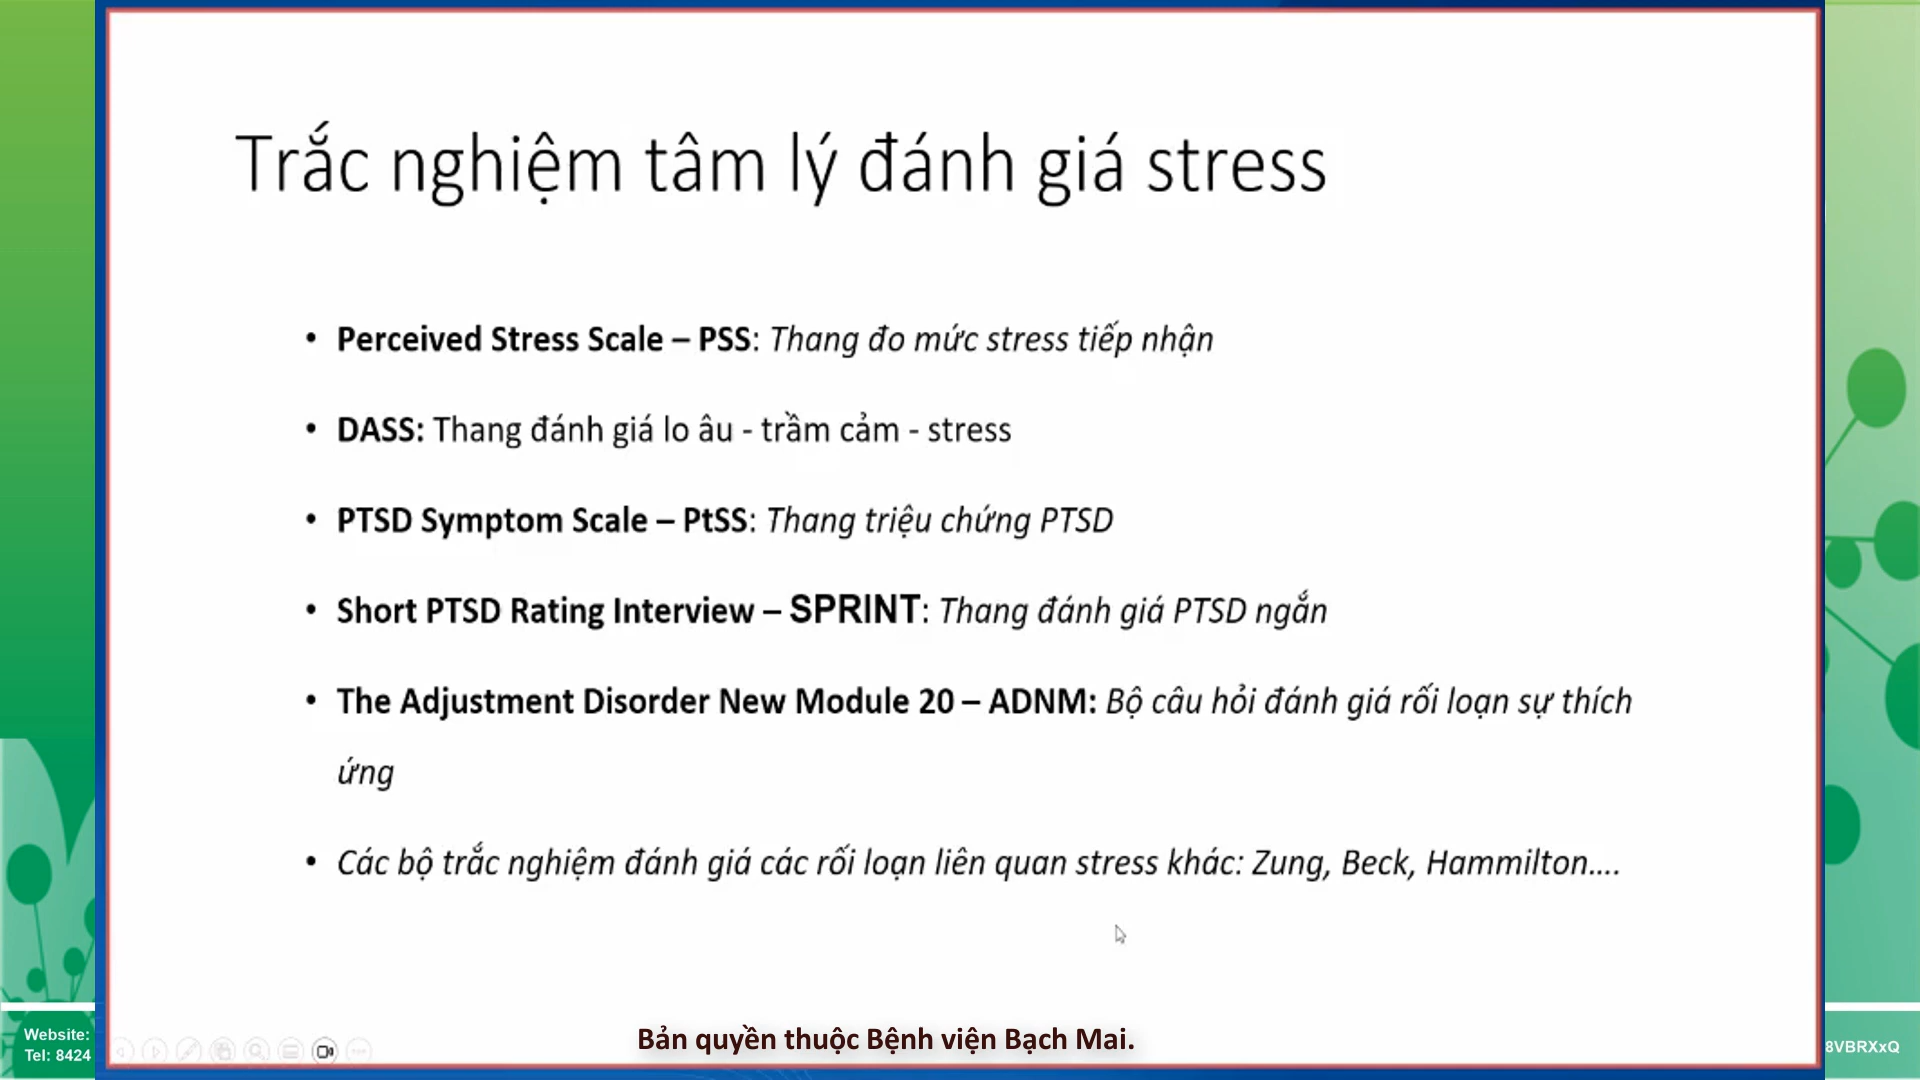 Trắc nghiệm tâm lý đánh giá stress
• Perceived Stress Scale – PSS: Thang đo mức stress tiếp nhận
• DASS: Thang đánh giá lo âu - trầm cảm - stress
• PTSD Symptom Scale – PtSS: Thang triệu chứng PTSD
• Short PTSD Rating Interview – SPRINT: Thang đánh giá PTSD ngắn
• The Adjustment Disorder New Module 20 – ADNM: Bộ câu hỏi đánh giá rối loạn sự thích
ứng
• Các bộ trắc nghiệm đánh giá các rối loạn liên quan stress khác: Zung, Beck, Hammilton....
Bản quyền thuộc Bệnh viện Bạch Mai.
Website:
Tel: 8424
8VBRXxQ